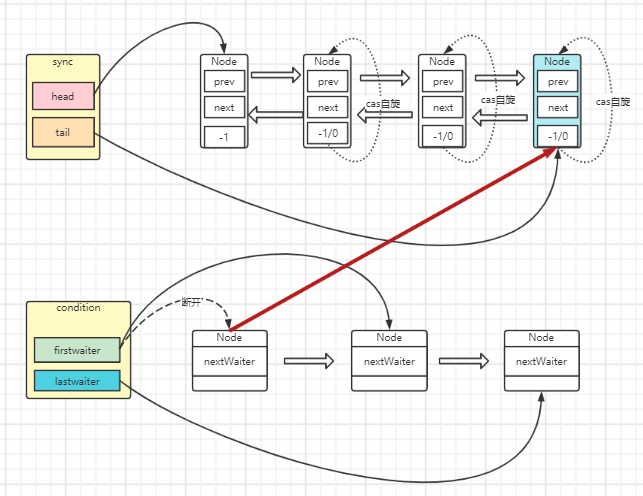 sync
head
tail
Node
prev
next
-1
Node
prev
next
-1/0
cas自旋
Node
prev
next
-1/0
cas自旋
Node
prev
next
-1/0
cas自旋
condition
firstwaiter
lastwaiter
断开
Node
nextWaiter
Node
nextWaiter
Node
nextWaiter